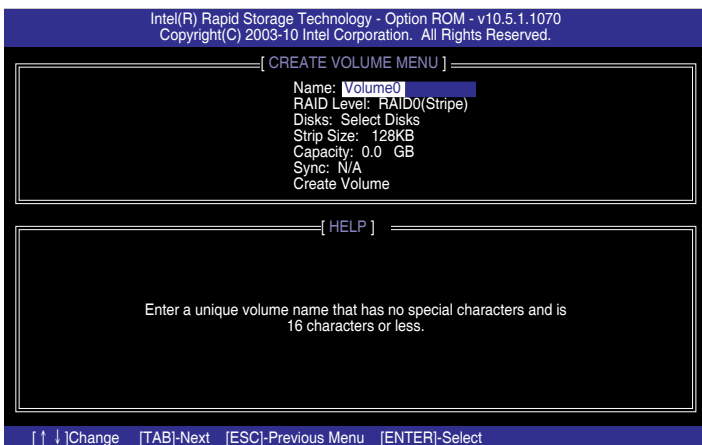 Intel(R) Rapid Storage Technology - Option ROM - v10.5.1.1070
Copyright(C) 2003-10 Intel Corporation.  All Rights Reserved.
[ CREATE VOLUME MENU ]
Name: Volume0
RAID Level: RAID0(Stripe)
Disks: Select Disks
Strip Size: 128KB
Capacity: 0.0 GB
Sync: N/A
Create Volume
[ HELP ]
Enter a unique volume name that has no special characters and is
16 characters or less.
[↑↓]Change [TAB]-Next [ESC]-Previous Menu [ENTER]-Select